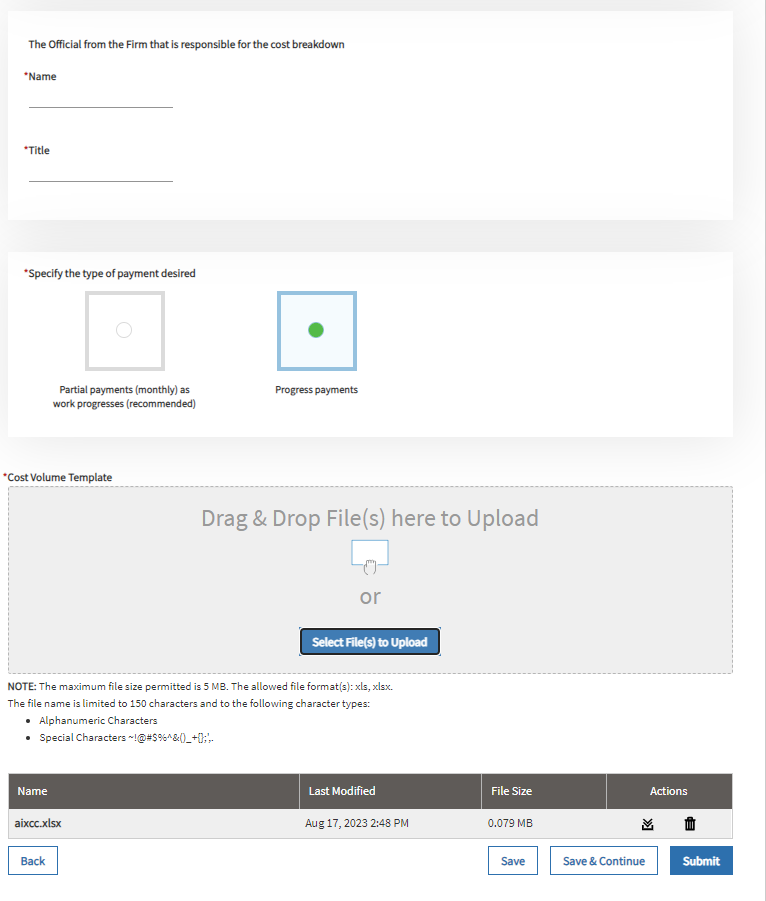 The Official from the Firm that is responsible for the cost breakdown
*Name
*Title
*Specify the type of payment desired
Partial payments (monthly) as
work progresses (recommended)
Progress payments
*Cost Volume Template
Drag & Drop File(s) here to Upload
or
Select File(s) to Upload
NOTE: The maximum file size permitted is 5 MB. The allowed file format(s): xls, xlsx.
The file name is limited to 150 characters and to the following character types:
• Alphanumeric Characters
• Special Characters ~!@#$%^&()_+{};',.
Name Last Modified File Size Actions
aixcc.xlsx Aug 17, 2023 2:48 PM 0.079 MB
Back Save Save & Continue Submit